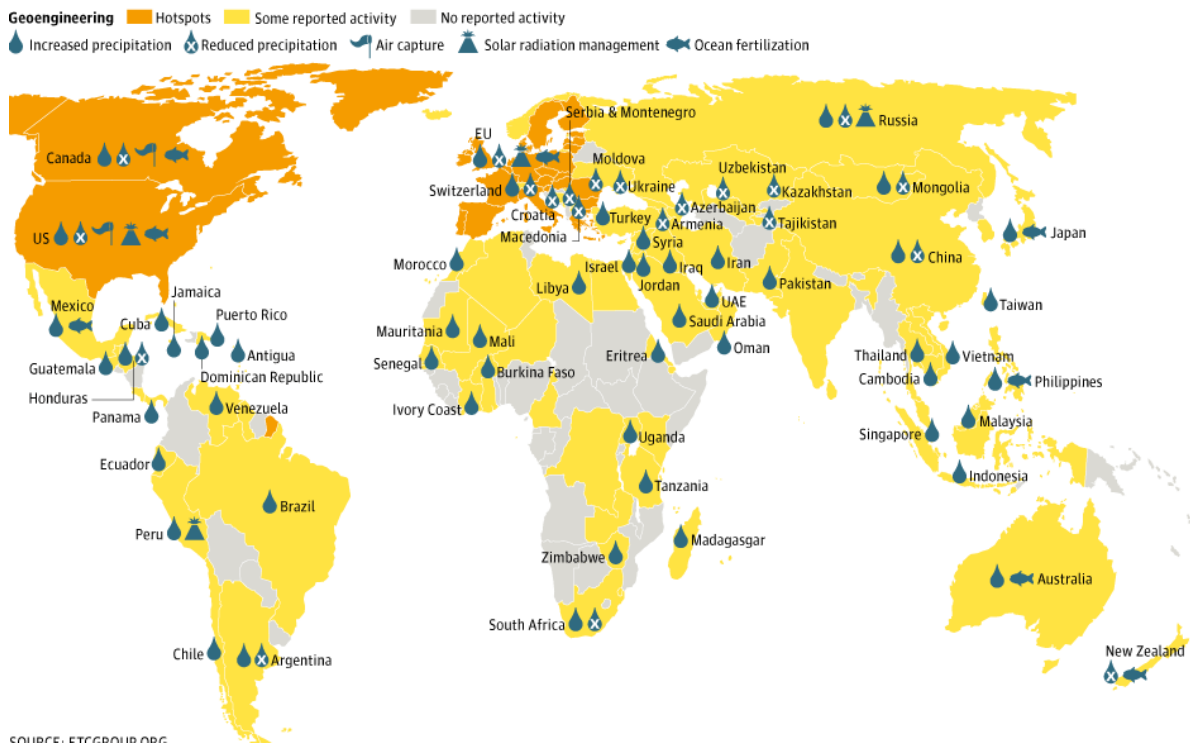 Geoengineering Hotspots Some reported activity No reported activity
Increased precipitation Reduced precipitation Air capture Solar radiation management Ocean fertilization
Serbia & Montenegro
Russia
EU
Canada
Moldova
Uzbekistan
Switzerland
Ukraine
Kazakhstan
Mongolia
Croatia
Azerbaijan
Turkey
Armenia
Tajikistan
US
Macedonia
Japan
Syria
China
Morocco
Israel
Iraq
Iran
Jordan
Libya
Pakistan
Jamaica
Mexico
UAE
Taiwan
Puerto Rico
Cuba
Saudi Arabia
Mauritania
Mali
Oman
Antigua
Eritrea
Thailand
Vietnam
Senegal
Guatemala
Burkina Faso
Dominican Republic
Cambodia
Philippines
Honduras
Venezuela
Ivory Coast
Panama
Malaysia
Singapore
Uganda
Ecuador
Indonesia
Tanzania
Brazil
Peru
Madagasgar
Zimbabwe
Australia
South Africa
Chile
Argentina
New Zealand
SOURCE: ETCGROUP.ORG